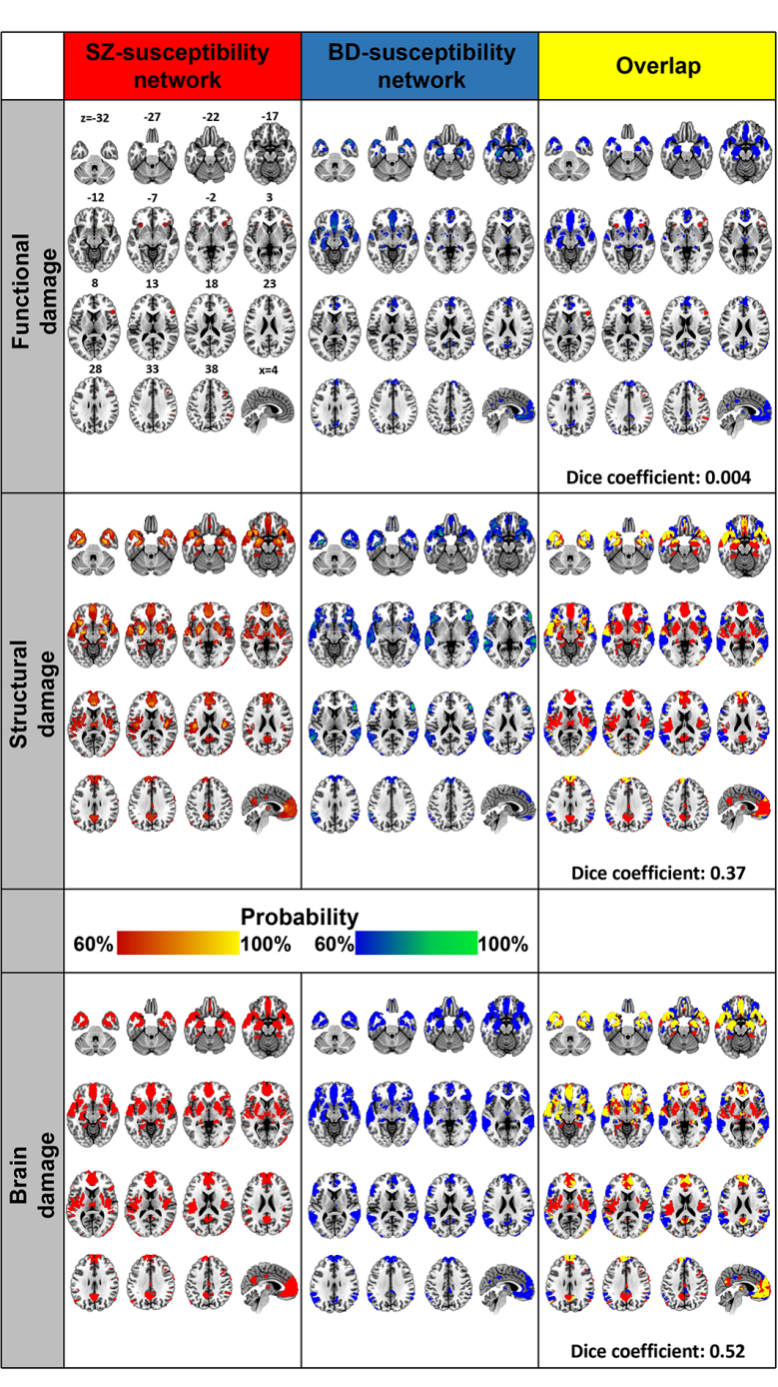 SZ-susceptibility
network
BD-susceptibility
network
Overlap
Functional
damage
z=-32 -27 -22 -17
-12 -7 -2 3
8 13 18 23
28 33 38 x=4
Dice coefficient: 0.004
Structural
damage
Dice coefficient: 0.37
Probability
60% 100% 60% 100%
Brain
damage
Dice coefficient: 0.52